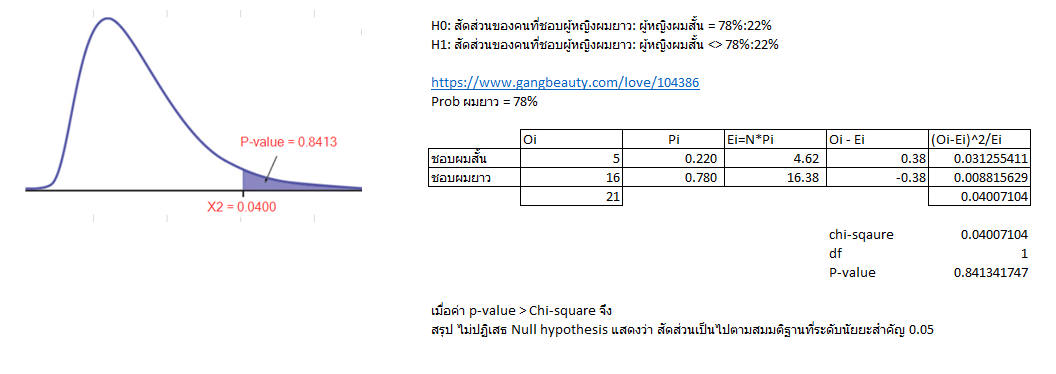 P-value = 0.8413
X2 = 0.0400
H0: สัดส่วนของคนที่ชอบผู้หญิงผมยาว: ผู้หญิงผมสั้น = 78%:22%
H1: สัดส่วนของคนที่ชอบผู้หญิงผมยาว: ผู้หญิงผมสั้น <> 78%:22%
https://www.gangbeauty.com/love/104386
Prob ผมยาว = 78%
Oi Pi Ei=N*Pi Oi - Ei (Oi-Ei)^2/Ei
ชอบผมสั้น 5 0.220 4.62 0.38 0.031255411
ชอบผมยาว 16 0.780 16.38 -0.38 0.008815629
21 0.04007104
chi-sqaure 0.04007104
df 1
P-value 0.841341747
เมื่อค่า p-value > Chi-square จึง
สรุป ไม่ปฏิเสธ Null hypothesis แสดงว่า สัดส่วนเป็นไปตามสมมติฐานที่ระดับนัยยะสำคัญ 0.05